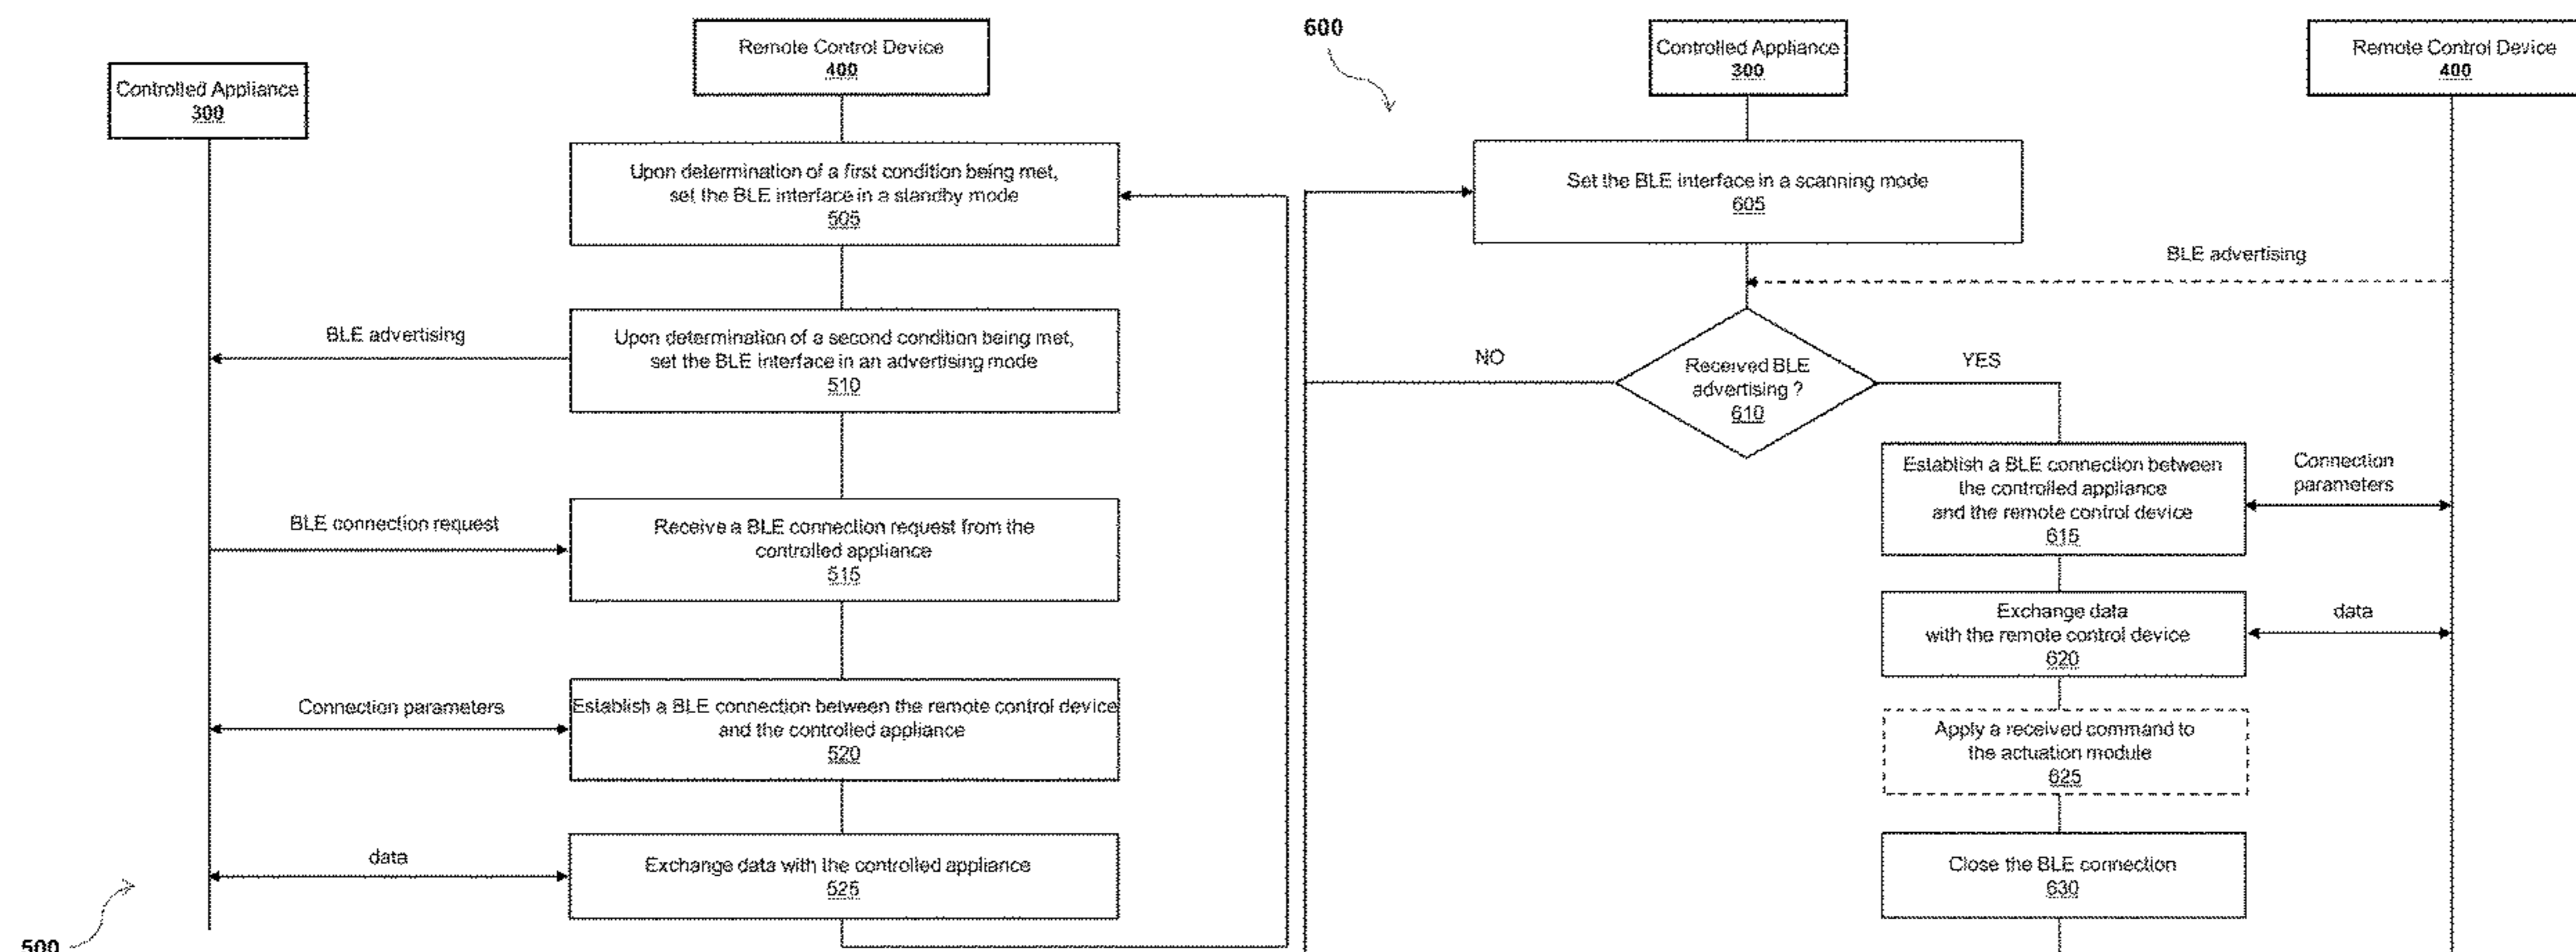 Remote Control Device
400
Controlled Appliance
300
Upon determination of a first condition being met,
set the BLE interface in a standby mode
505
BLE advertising
Upon determination of a second condition being met,
set the BLE interface in an advertising mode
510
BLE connection request
Receive a BLE connection request from the
controlled appliance
515
Connection parameters
Establish a BLE connection between the remote control device
and the controlled appliance
520
data
Exchange data with the controlled appliance
525
500
600
Controlled Appliance
300
Remote Control Device
400
Set the BLE interface in a scanning mode
605
BLE advertising
NO
Received BLE
advertising ?
610
YES
Establish a BLE connection between
the controlled appliance
and the remote control device
615
Connection
parameters
Exchange data
with the remote control device
620
data
Apply a received command to
the actuation module
625
Close the BLE connection
630